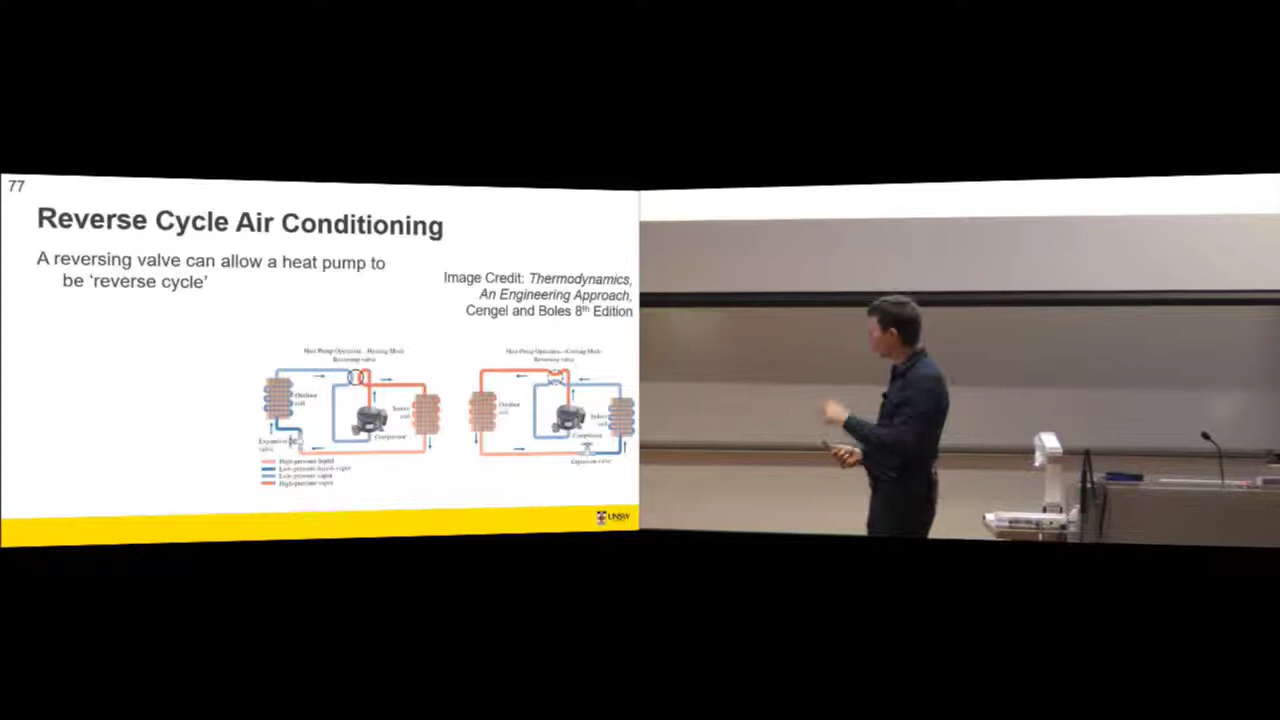 77
Reverse Cycle Air Conditioning
A reversing valve can allow a heat pump to
be ‘reverse cycle’
Image Credit: Thermodynamics,
An Engineering Approach,
Cengel and Boles 8th Edition
Heat Pump Operation—Heating Mode
Reversing valve
Outdoor
coil
Indoor
coil
Compressor
Expansion
valve
High-pressure liquid
Low-pressure liquid-vapor
Low-pressure vapor
High-pressure vapor
Heat Pump Operation—Cooling Mode
Reversing valve
Outdoor
coil
Indoor
coil
Compressor
Expansion valve
UNSW